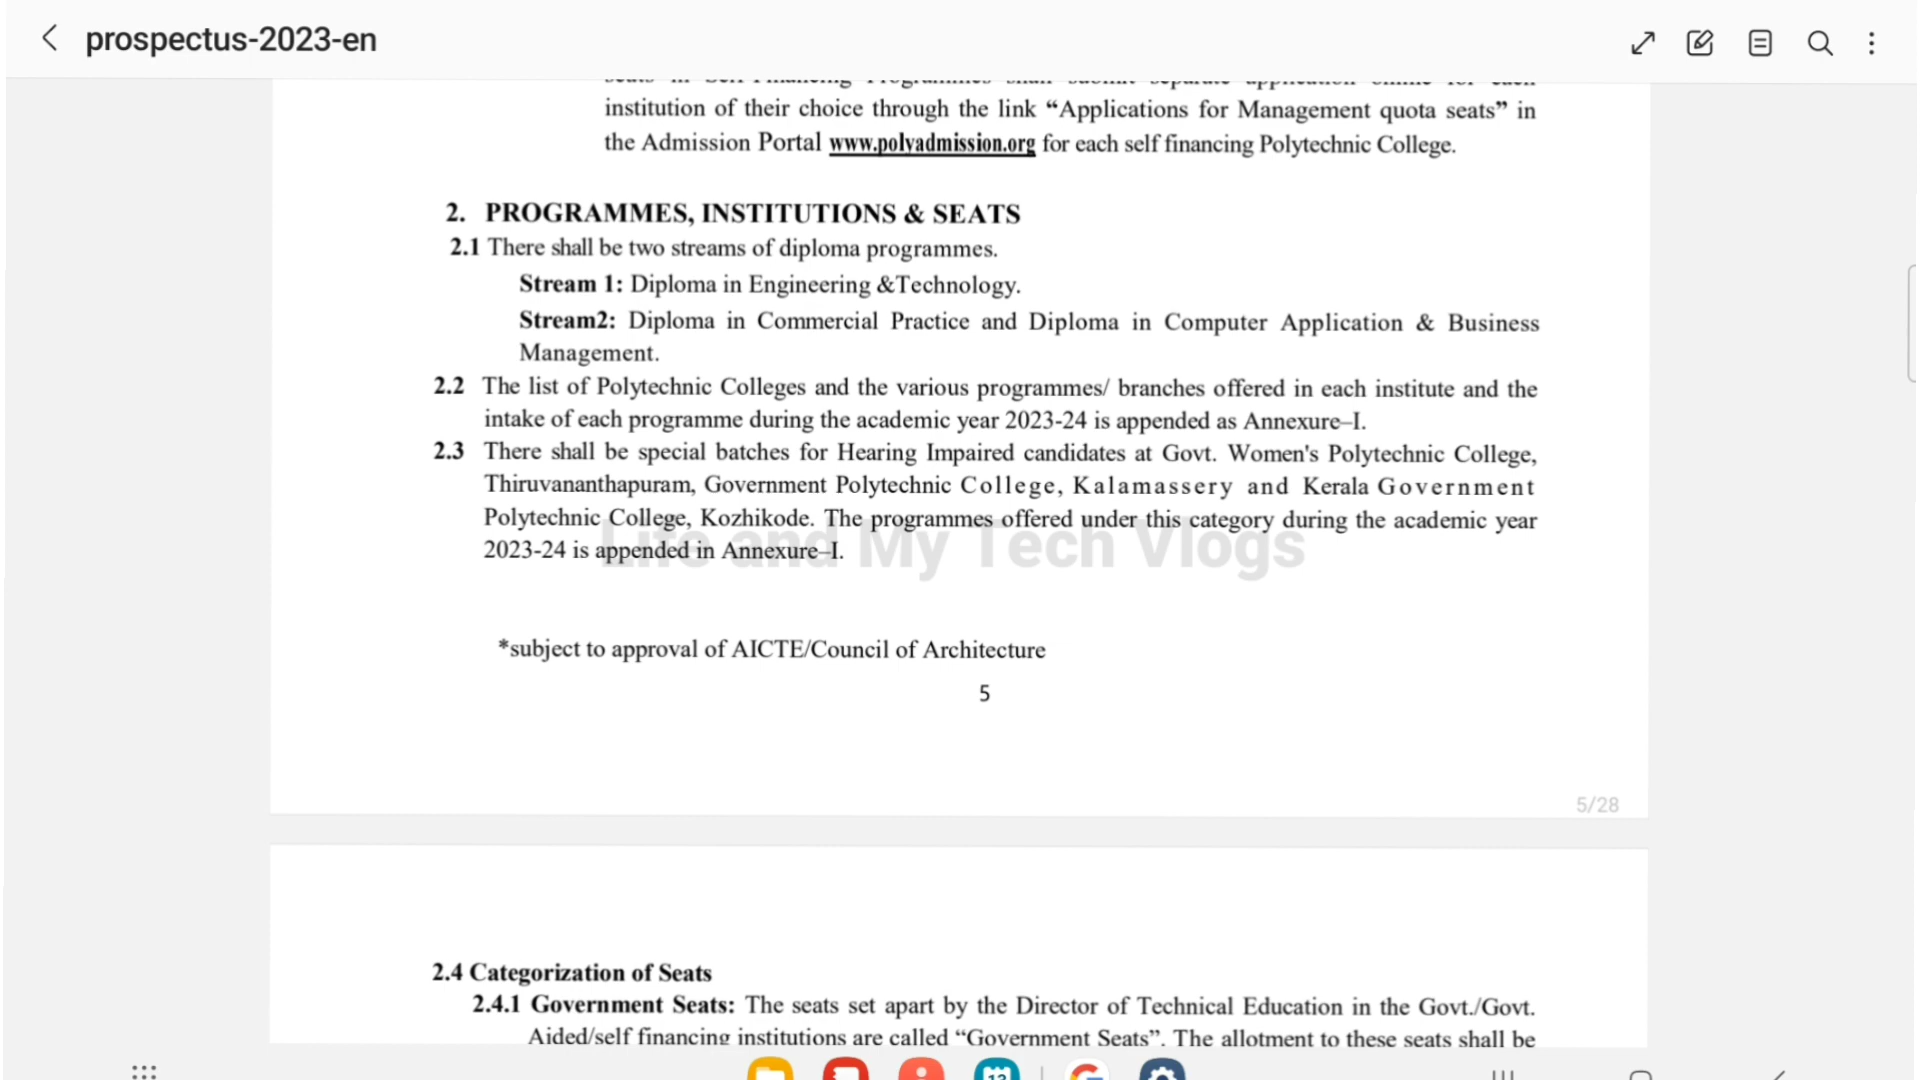 prospectus-2023-en
institution of their choice through the link “Applications for Management quota seats” in
the Admission Portal www.polyadmission.org for each self financing Polytechnic College.
2. PROGRAMMES, INSTITUTIONS & SEATS
2.1 There shall be two streams of diploma programmes.
Stream 1: Diploma in Engineering &Technology.
Stream2: Diploma in Commercial Practice and Diploma in Computer Application & Business
Management.
2.2 The list of Polytechnic Colleges and the various programmes/ branches offered in each institute and the
intake of each programme during the academic year 2023-24 is appended as Annexure–I.
2.3 There shall be special batches for Hearing Impaired candidates at Govt. Women's Polytechnic College,
Thiruvananthapuram, Government Polytechnic College, Kalamassery and Kerala Government
Polytechnic College, Kozhikode. The programmes offered under this category during the academic year
2023-24 is appended in Annexure–I.
Life and My Tech Vlogs
*subject to approval of AICTE/Council of Architecture
5
5/28
2.4 Categorization of Seats
2.4.1 Government Seats: The seats set apart by the Director of Technical Education in the Govt./Govt.
Aided/self financing institutions are called “Government Seats”. The allotment to these seats shall be